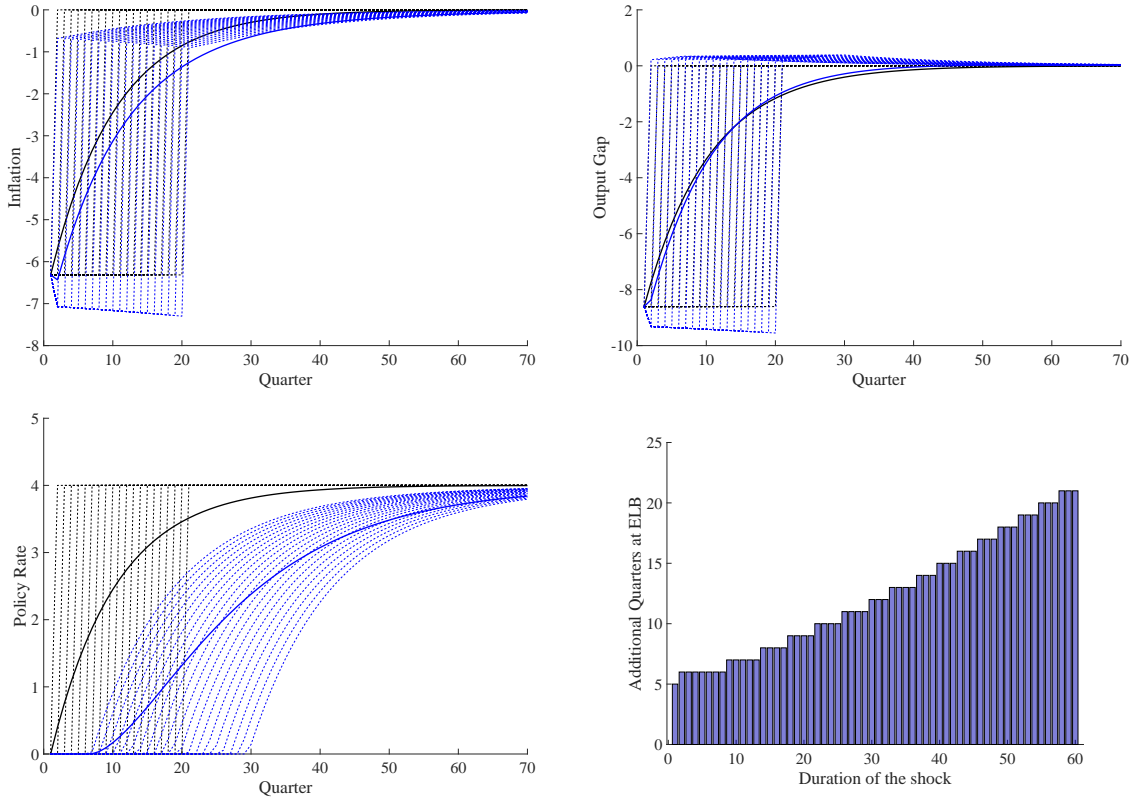 0
-1
-2
-3
-4
-5
-6
-7
-8
Inflation
0 10 20 30 40 50 60 70
Quarter
2
0
-2
-4
-6
-8
-10
Output Gap
0 10 20 30 40 50 60 70
Quarter
5
4
3
2
1
0
Policy Rate
0 10 20 30 40 50 60 70
Quarter
25
20
15
10
5
0
Additional Quarters at ELB
0 10 20 30 40 50 60
Duration of the shock